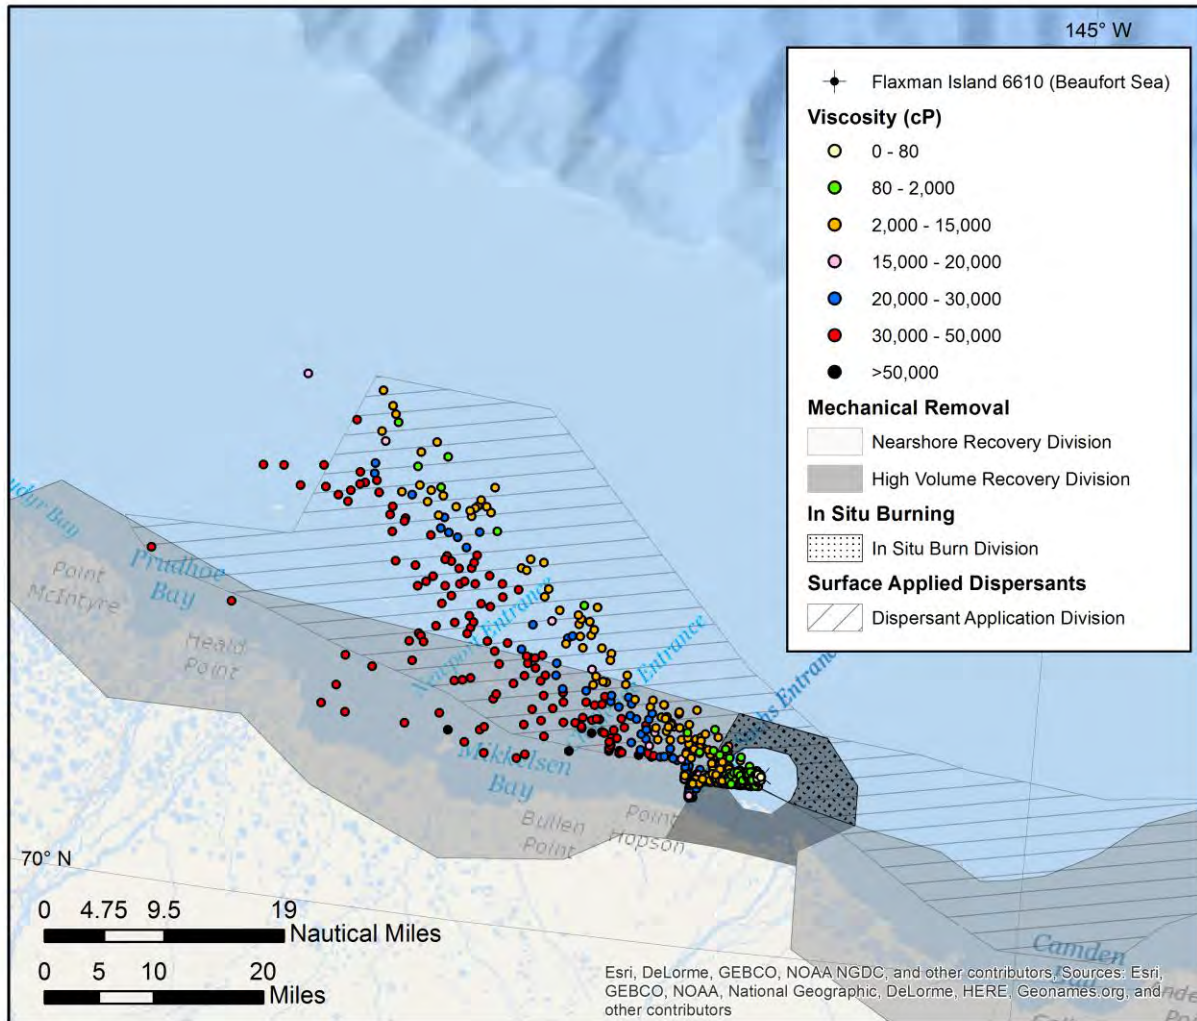 145° W
Flaxman Island 6610 (Beaufort Sea)
Viscosity (cP)
0 - 80
80 - 2,000
2,000 - 15,000
15,000 - 20,000
20,000 - 30,000
30,000 - 50,000
>50,000
Mechanical Removal
Nearshore Recovery Division
High Volume Recovery Division
In Situ Burning
In Situ Burn Division
Surface Applied Dispersants
Dispersant Application Division
Bay
Prudhoe
Bay
Point
McIntyre
Heald
Point
Newport Entrance
Entrance
Entrance
Mikkelsen
Bay
Bullen
Point
Point
Hopson
70° N
Camden
0 4.75 9.5 19
Nautical Miles
0 5 10 20
Miles
Esri, DeLorme, GEBCO, NOAA NGDC, and other contributors, Sources: Esri,
GEBCO, NOAA, National Geographic, DeLorme, HERE, Geonames.org, and
other contributors